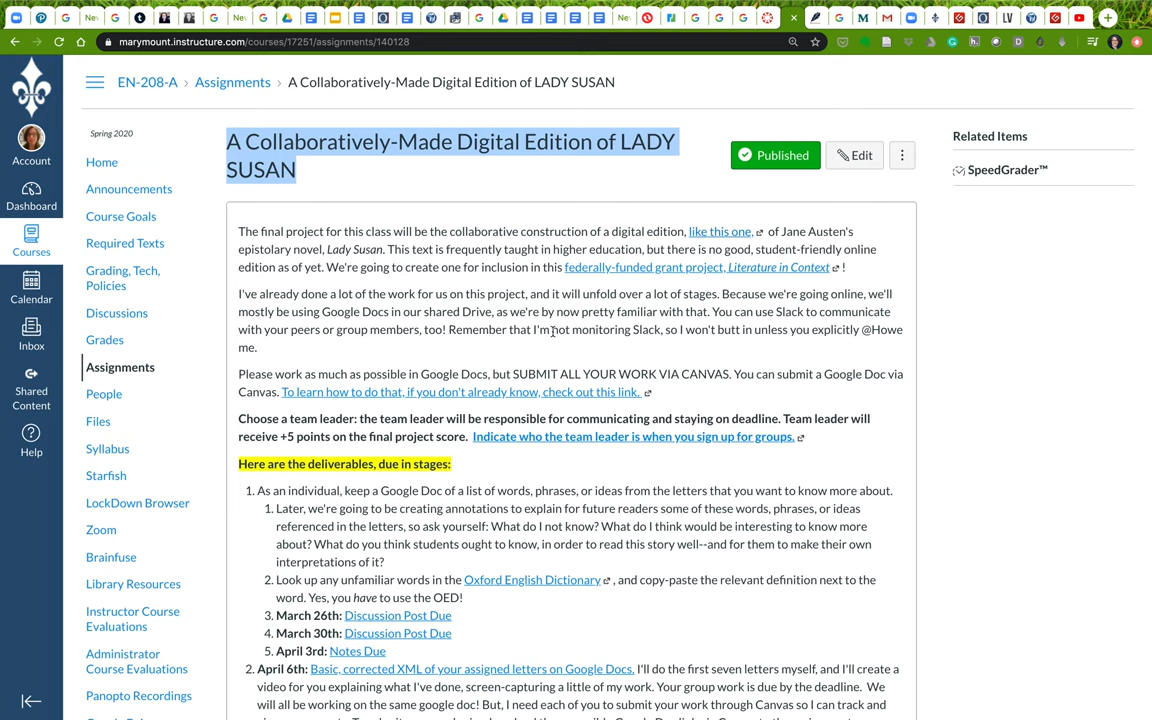 Nev
G
Nev
G
Nev
G
M
LV
marymount.instructure.com/courses/17251/assignments/140128
Account
Dashboard
Courses
Calendar
Inbox
Shared
Content
Help
EN-208-A › Assignments › A Collaboratively-Made Digital Edition of LADY SUSAN
Spring 2020
Home
Announcements
Course Goals
Required Texts
Grading, Tech,
Policies
Discussions
Grades
Assignments
People
Files
Syllabus
Starfish
LockDown Browser
Zoom
Brainfuse
Library Resources
Instructor Course
Evaluations
Administrator
Course Evaluations
Panopto Recordings
A Collaboratively-Made Digital Edition of LADY
SUSAN
Published
Edit
Related Items
SpeedGrader™
The final project for this class will be the collaborative construction of a digital edition, like this one, of Jane Austen's
epistolary novel, Lady Susan. This text is frequently taught in higher education, but there is no good, student-friendly online
edition as of yet. We're going to create one for inclusion in this federally-funded grant project, Literature in Context !
I've already done a lot of the work for us on this project, and it will unfold over a lot of stages. Because we're going online, we'll
mostly be using Google Docs in our shared Drive, as we're by now pretty familiar with that. You can use Slack to communicate
with your peers or group members, too! Remember that I'm not monitoring Slack, so I won't butt in unless you explicitly @Howe
me.
Please work as much as possible in Google Docs, but SUBMIT ALL YOUR WORK VIA CANVAS. You can submit a Google Doc via
Canvas. To learn how to do that, if you don't already know, check out this link.
Choose a team leader: the team leader will be responsible for communicating and staying on deadline. Team leader will
receive +5 points on the final project score. Indicate who the team leader is when you sign up for groups.
Here are the deliverables, due in stages:
1. As an individual, keep a Google Doc of a list of words, phrases, or ideas from the letters that you want to know more about.
1. Later, we're going to be creating annotations to explain for future readers some of these words, phrases, or ideas
referenced in the letters, so ask yourself: What do I not know? What do I think would be interesting to know more
about? What do you think students ought to know, in order to read this story well--and for them to make their own
interpretations of it?
2. Look up any unfamiliar words in the Oxford English Dictionary , and copy-paste the relevant definition next to the
word. Yes, you have to use the OED!
3. March 26th: Discussion Post Due
4. March 30th: Discussion Post Due
5. April 3rd: Notes Due
2. April 6th: Basic, corrected XML of your assigned letters on Google Docs. I'll do the first seven letters myself, and I'll create a
video for you explaining what I've done, screen-capturing a little of my work. Your group work is due by the deadline. We
will all be working on the same google doc! But, I need each of you to submit your work through Canvas so I can track and